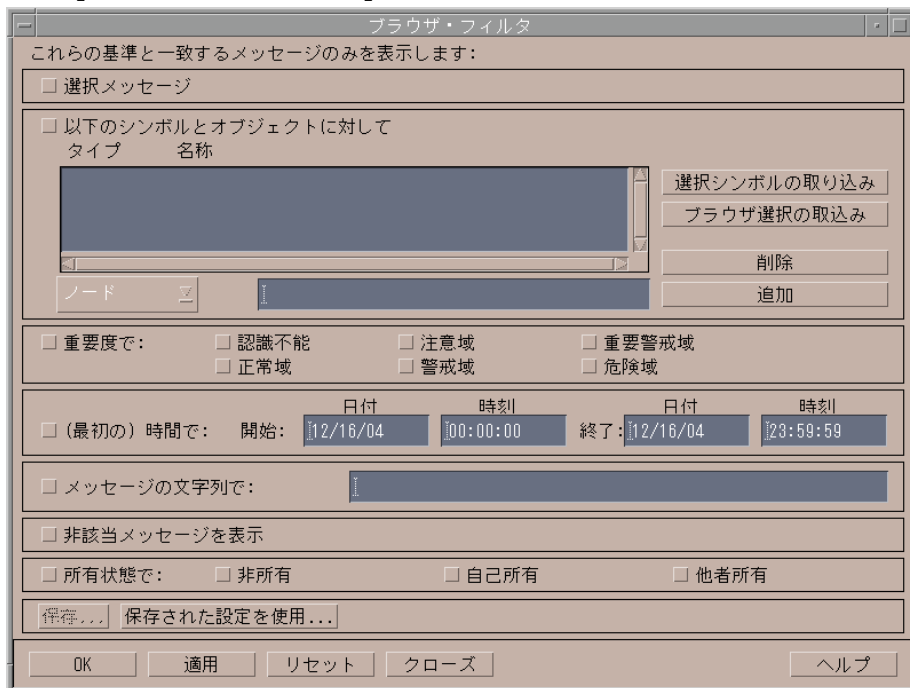 ブラウザ・フィルタ
これらの基準と一致するメッセージのみを表示します:
選択メッセージ
以下のシンボルとオブジェクトに対して
タイプ 名称
選択シンボルの取り込み
ブラウザ選択の取込み
削除
ノード
追加
重要度で: 認識不能 注意域 重要警戒域
正常域 警戒域 危険域
日付 時刻 日付 時刻
(最初の) 時間で: 開始: 12/16/04 00:00:00 終了: 12/16/04 23:59:59
メッセージの文字列で:
非該当メッセージを表示
所有状態で: 非所有 自己所有 他者所有
保存... 保存された設定を使用...
OK 適用 リセット クローズ ヘルプ